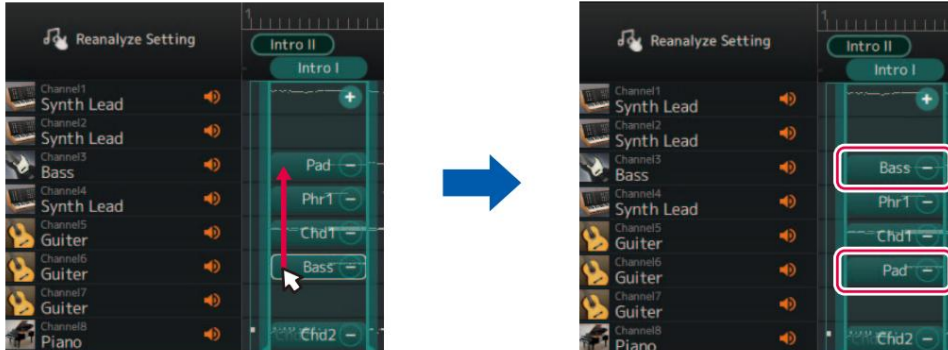 Reanalyze Setting
1
Intro II
Intro I
Channel1
Synth Lead
Channel2
Synth Lead
Channel3
Bass
Pad
Channel4
Synth Lead
Phr1
Channel5
Guiter
Chd1
Channel6
Guiter
Bass
Channel7
Guiter
Channel8
Piano
Chd2
Reanalyze Setting
1
Intro II
Intro I
Channel1
Synth Lead
Channel2
Synth Lead
Channel3
Bass
Bass
Channel4
Synth Lead
Phr1
Channel5
Guiter
Chd1
Channel6
Guiter
Pad
Channel7
Guiter
Channel8
Piano
Chd2